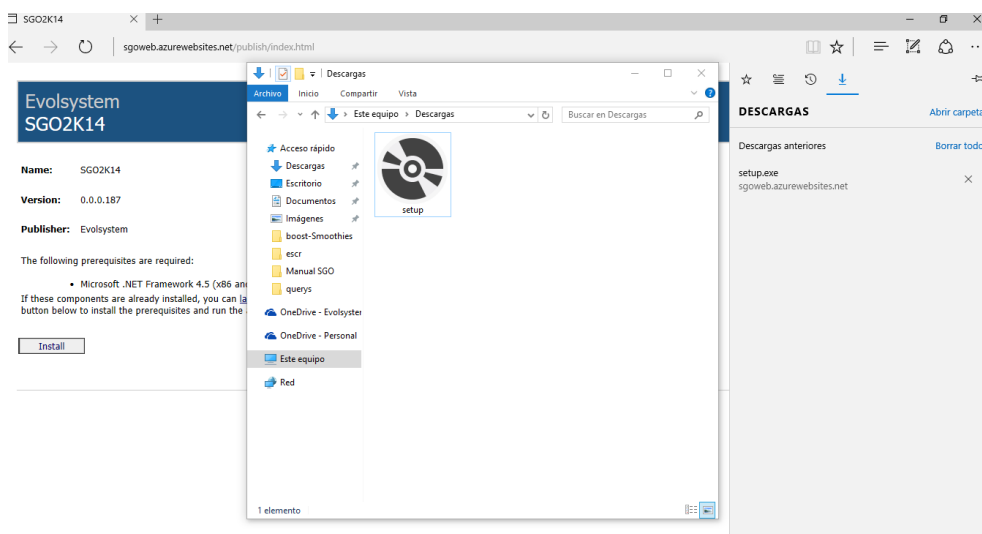 SGO2K14
sgoweb.azurewebsites.net/publish/index.html
Evolsystem
SGO2K14
Name: SGO2K14
Version: 0.0.0.187
Publisher: Evolsystem
The following prerequisites are required:
Microsoft .NET Framework 4.5 (x86 an
If these components are already installed, you can la
button below to install the prerequisites and run the
Install
Descargas
Archivo Inicio Compartir Vista
Este equipo > Descargas
Buscar en Descargas
Acceso rápido
Descargas
Escritorio
Documentos
Imágenes
boost-Smoothies
escr
Manual SGO
querys
OneDrive - Evolsyster
OneDrive - Personal
Este equipo
Red
setup
1 elemento
DESCARGAS Abrir carpeta
Descargas anteriores Borrar todo
setup.exe
sgoweb.azurewebsites.net